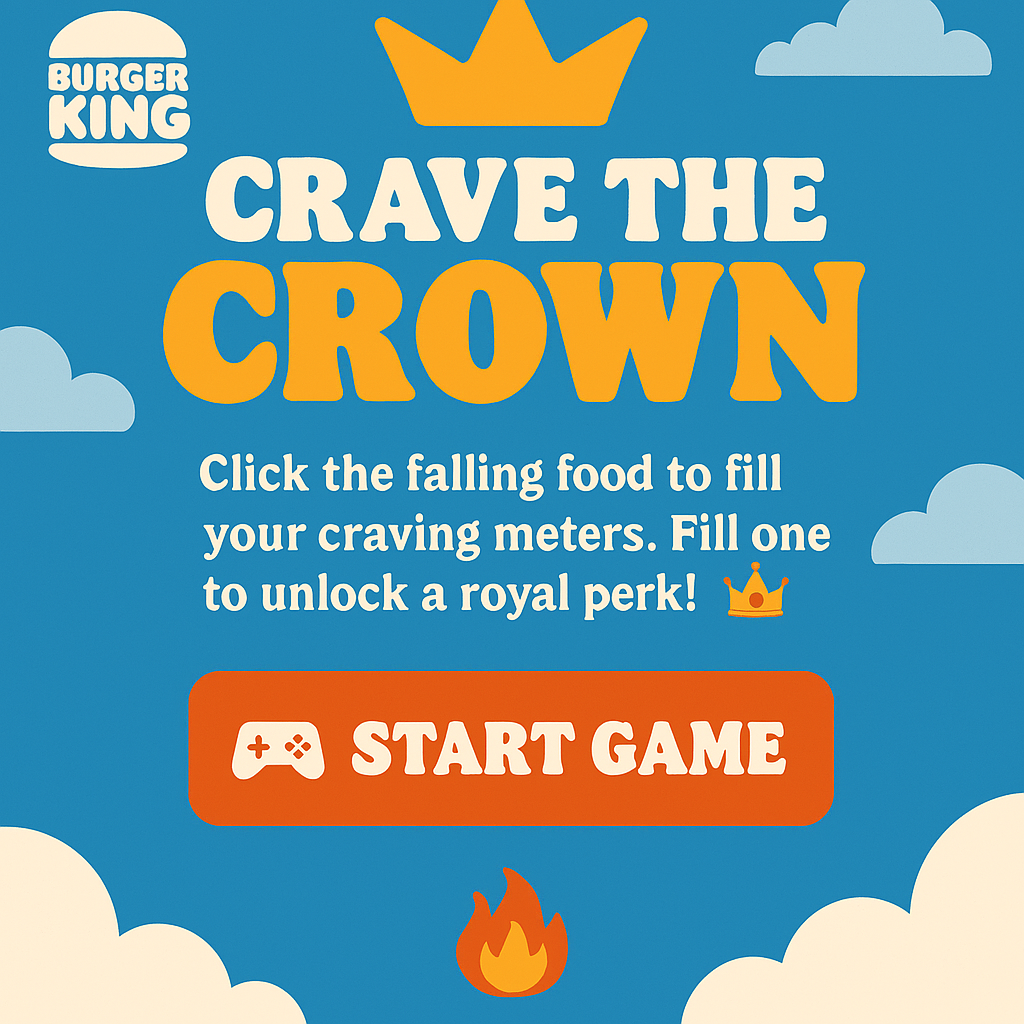 BURGER
KING
CRAVE THE
CROWN
Click the falling food to fill
your craving meters. Fill one
to unlock a royal perk!
START GAME